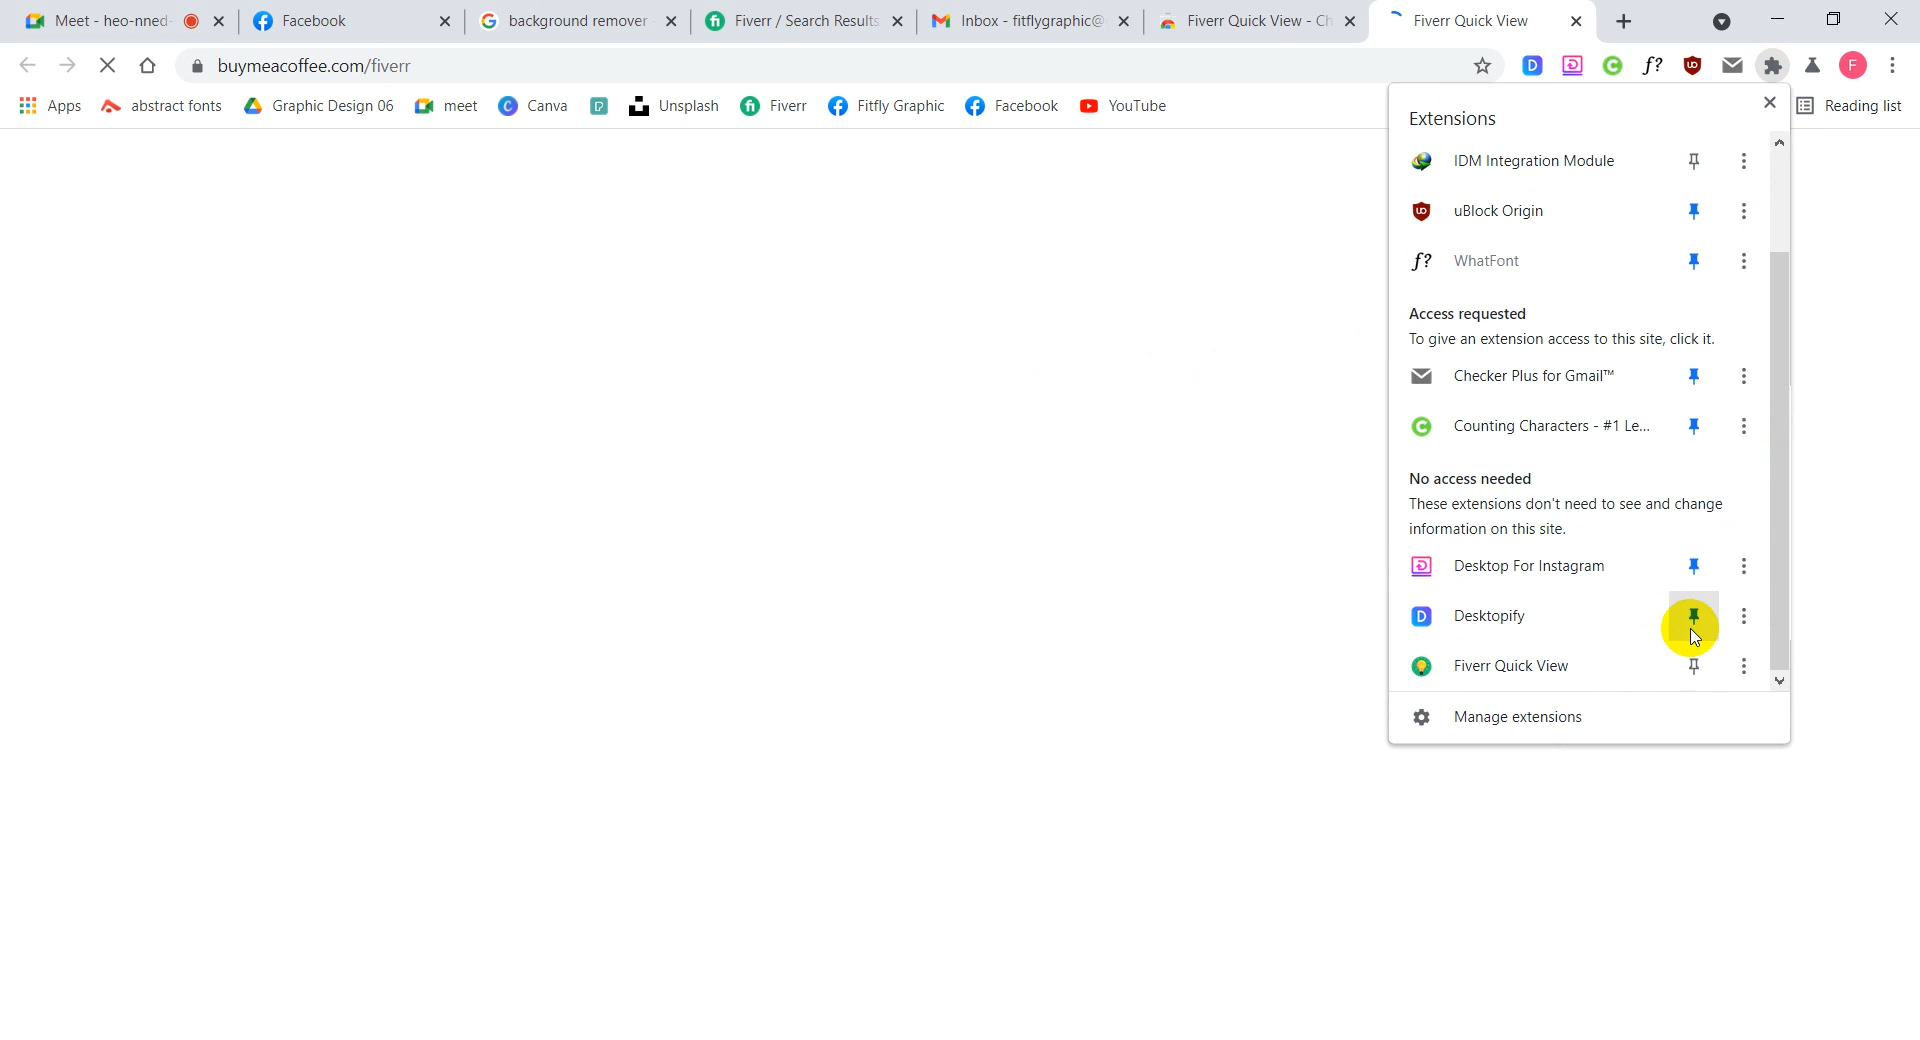 Meet - heo-nned-
Facebook
background remover
Fiverr / Search Results
Inbox - fitflygraphic@
Fiverr Quick View - Ch
Fiverr Quick View
buymeacoffee.com/fiverr
D
f?
F
Apps
abstract fonts
Graphic Design 06
meet
Canva
Unsplash
Fiverr
Fitfly Graphic
Facebook
YouTube
Reading list
Extensions
IDM Integration Module
uBlock Origin
f? WhatFont
Access requested
To give an extension access to this site, click it.
Checker Plus for Gmail™
Counting Characters - #1 Le...
No access needed
These extensions don't need to see and change
information on this site.
Desktop For Instagram
D Desktopify
Fiverr Quick View
Manage extensions